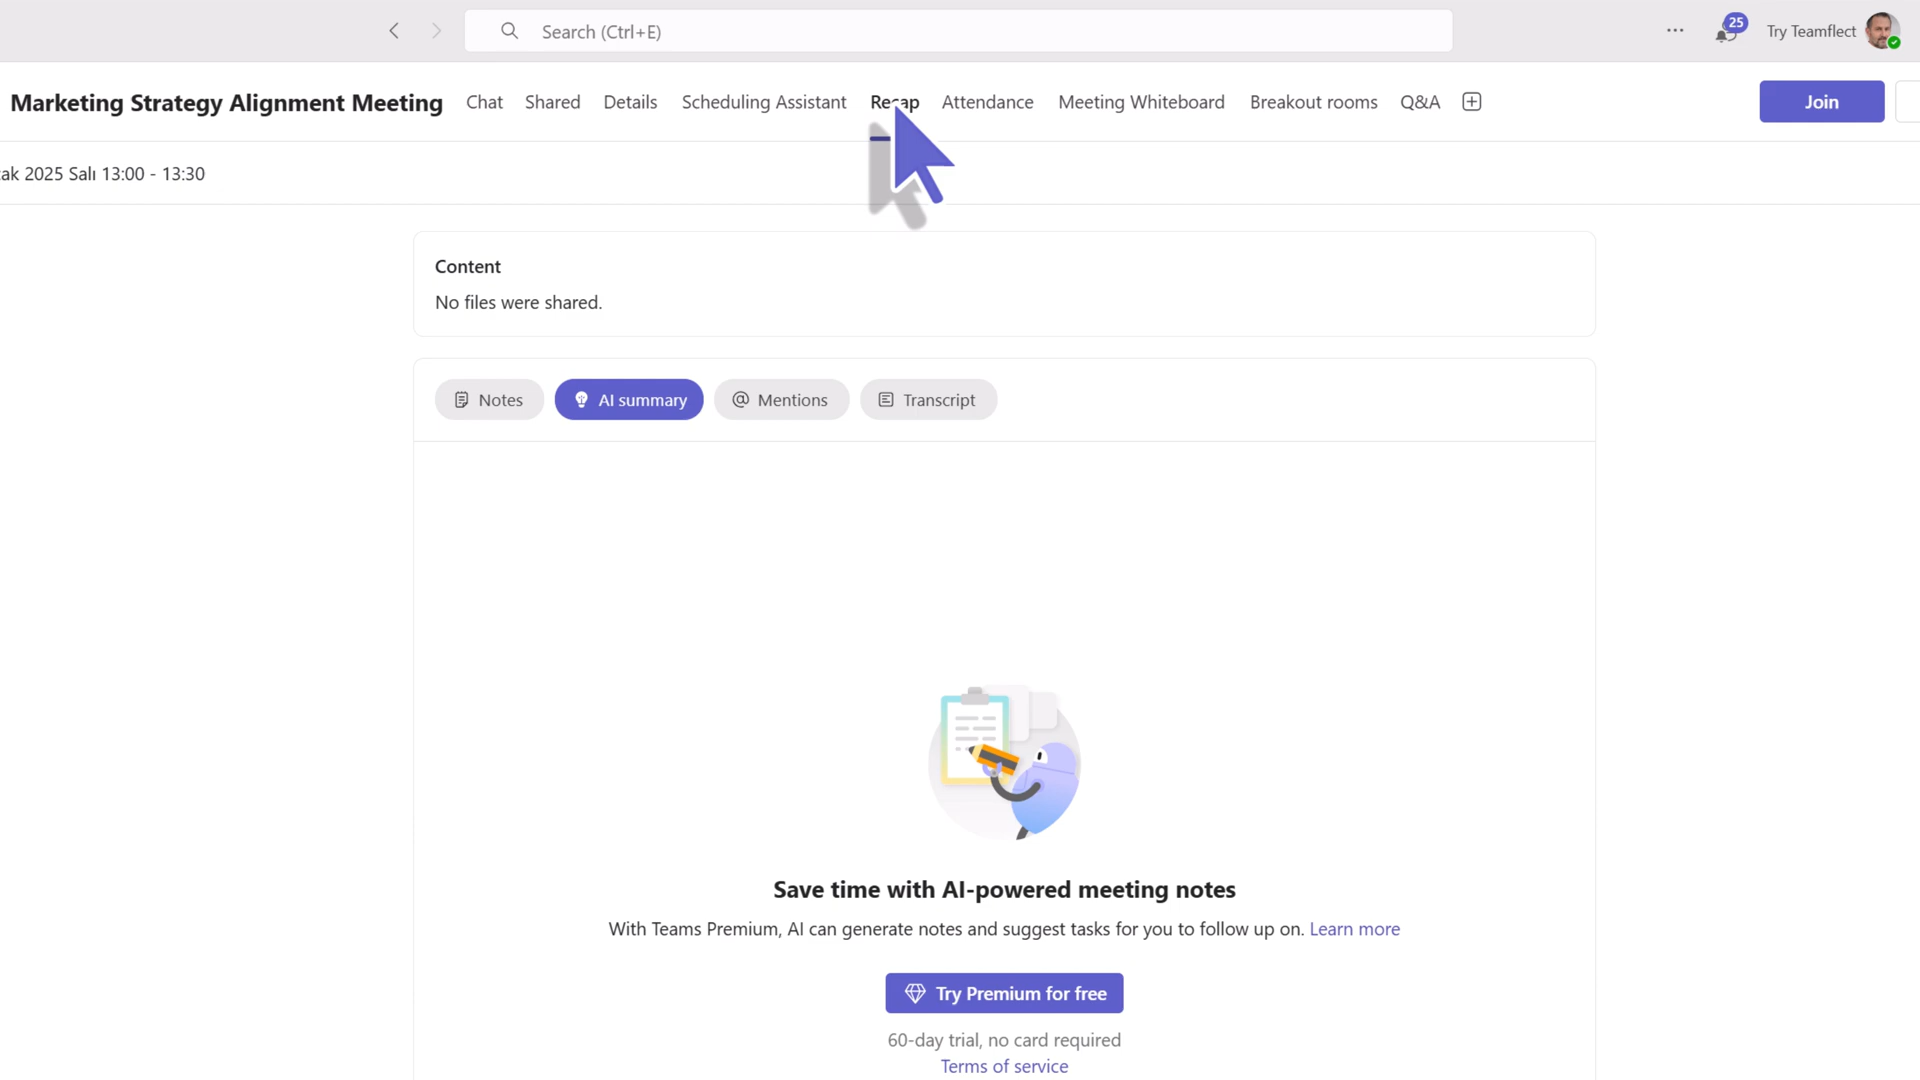 Search (Ctrl+E)
25
Try Teamflect
Marketing Strategy Alignment Meeting
Chat
Shared
Details
Scheduling Assistant
Recap
Attendance
Meeting Whiteboard
Breakout rooms
Q&A
Join
2025 Salı 13:00 - 13:30
Content
No files were shared.
Notes
AI summary
Mentions
Transcript
Save time with AI-powered meeting notes
With Teams Premium, AI can generate notes and suggest tasks for you to follow up on. Learn more
Try Premium for free
60-day trial, no card required
Terms of service